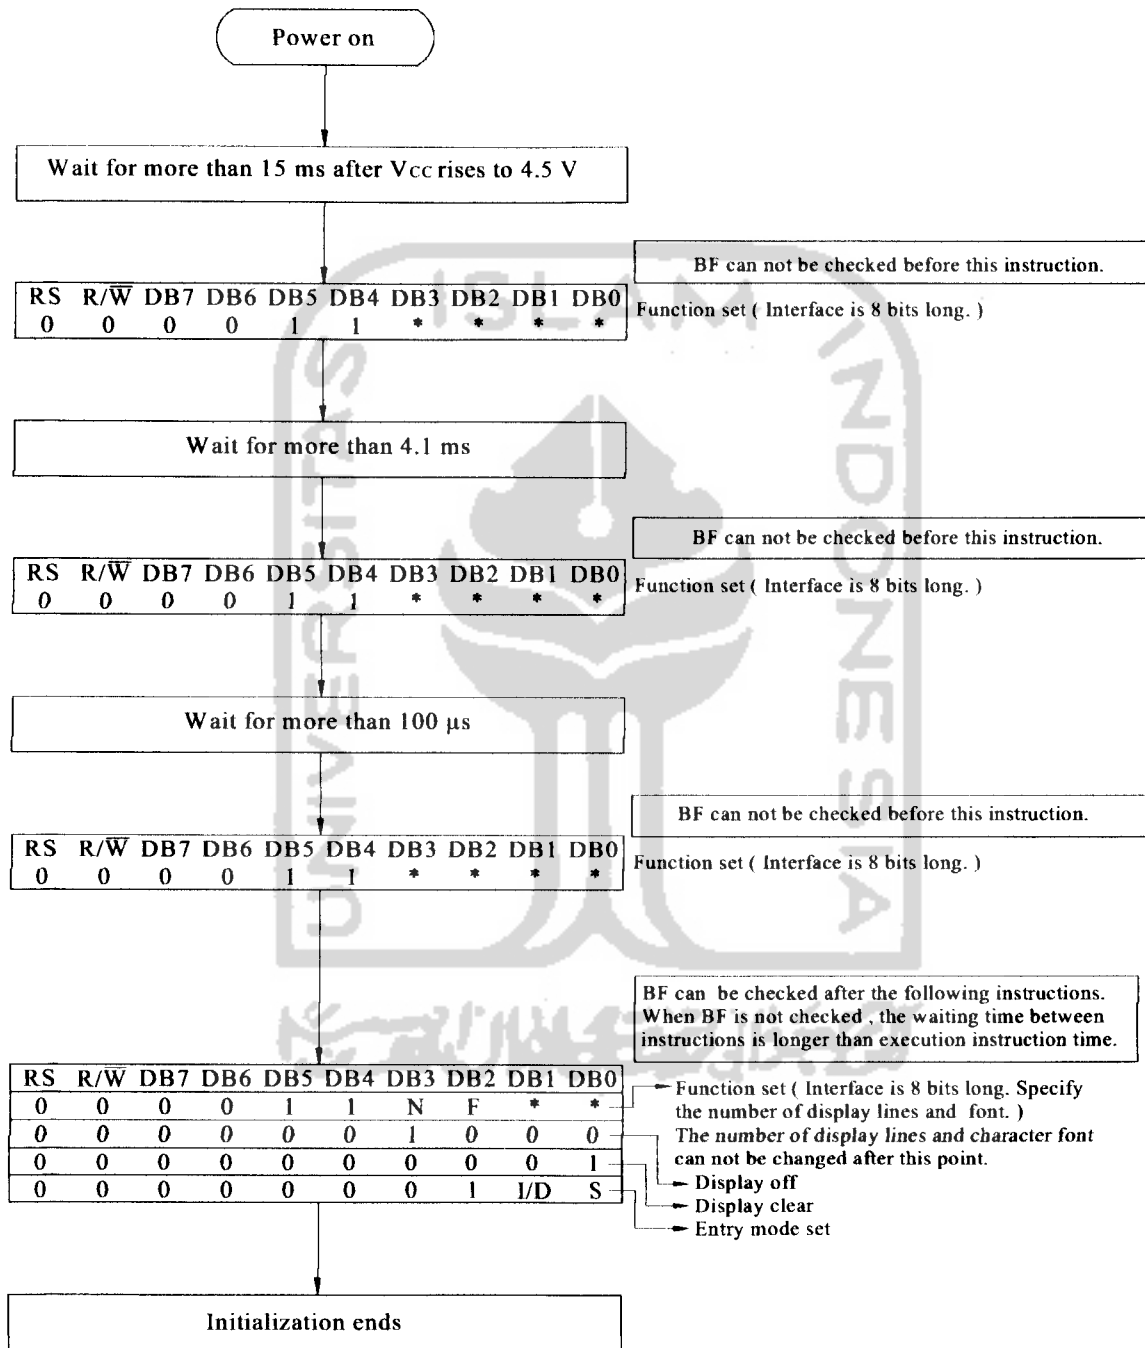 Power on
Wait for more than 15 ms after Vcc rises to 4.5 V
BF can not be checked before this instruction.
RS R/W̅ DB7 DB6 DB5 DB4 DB3 DB2 DB1 DB0
Function set ( Interface is 8 bits long. )
0 0 0 0 1 1 * * * *
Wait for more than 4.1 ms
BF can not be checked before this instruction.
RS R/W̅ DB7 DB6 DB5 DB4 DB3 DB2 DB1 DB0
Function set ( Interface is 8 bits long. )
0 0 0 0 1 1 * * * *
Wait for more than 100 µs
BF can not be checked before this instruction.
RS R/W̅ DB7 DB6 DB5 DB4 DB3 DB2 DB1 DB0
Function set ( Interface is 8 bits long. )
0 0 0 0 1 1 * * * *
BF can be checked after the following instructions.
When BF is not checked , the waiting time between
instructions is longer than execution instruction time.
RS R/W̅ DB7 DB6 DB5 DB4 DB3 DB2 DB1 DB0
0 0 0 0 1 1 N F * *
0 0 0 0 0 0 1 0 0 0
0 0 0 0 0 0 0 0 0 1
0 0 0 0 0 0 0 1 I/D S
Function set ( Interface is 8 bits long. Specify
the number of display lines and font. )
The number of display lines and character font
can not be changed after this point.
Display off
Display clear
Entry mode set
Initialization ends
UNIVERSITAS
ISLAM
INDONESIA